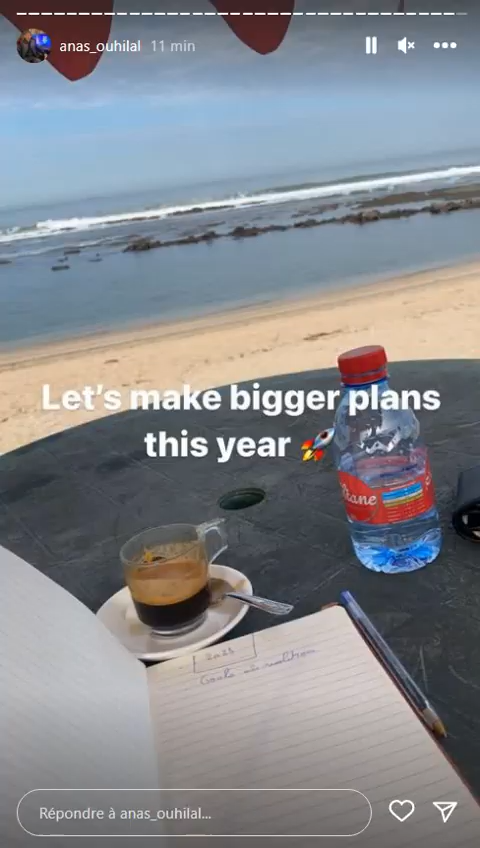 anas_ouhilal 11 min
Let's make bigger plans
this year 🚀
Répondre à anas_ouhilal...